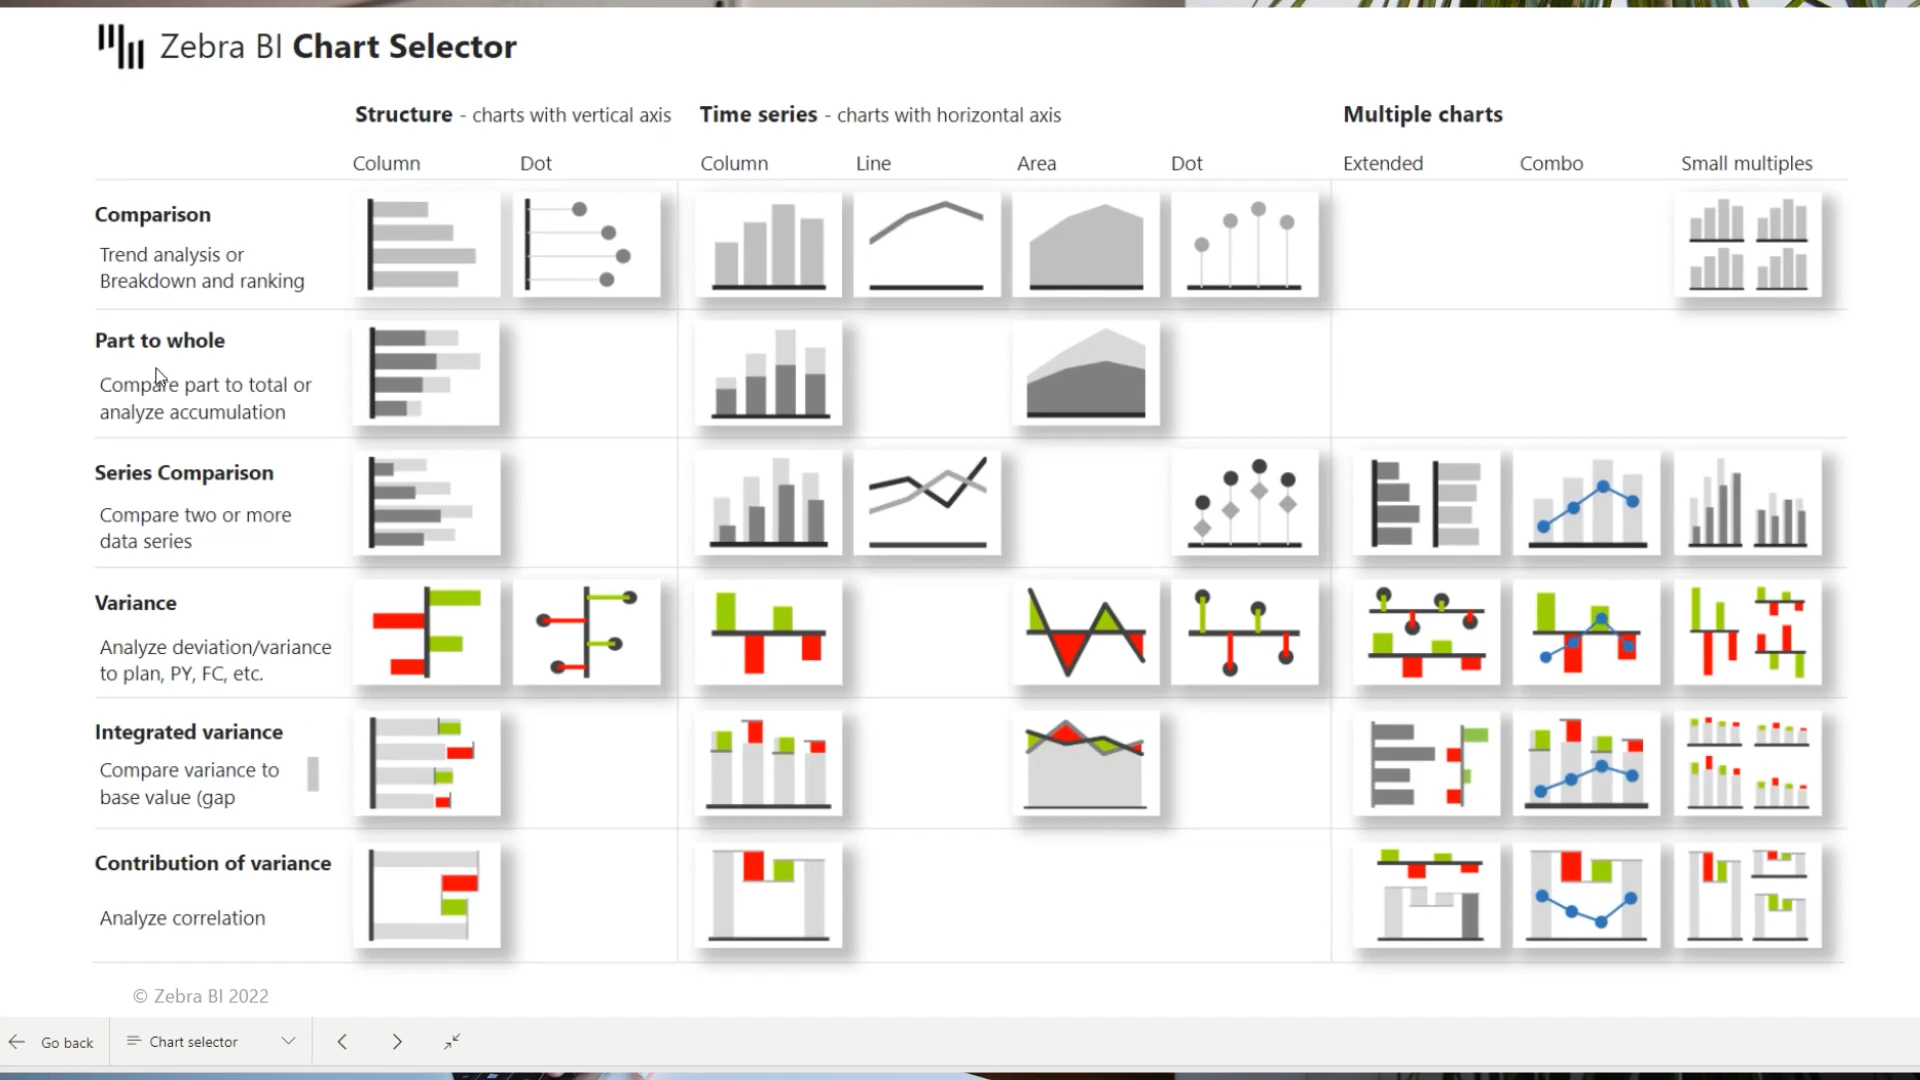 Zebra BI Chart Selector
Structure - charts with vertical axis
Time series - charts with horizontal axis
Multiple charts
Column
Dot
Column
Line
Area
Dot
Extended
Combo
Small multiples
Comparison
Trend analysis or
Breakdown and ranking
Part to whole
Compare part to total or
analyze accumulation
Series Comparison
Compare two or more
data series
Variance
Analyze deviation/variance
to plan, PY, FC, etc.
Integrated variance
Compare variance to
base value (gap
Contribution of variance
Analyze correlation
© Zebra BI 2022
Go back
Chart selector